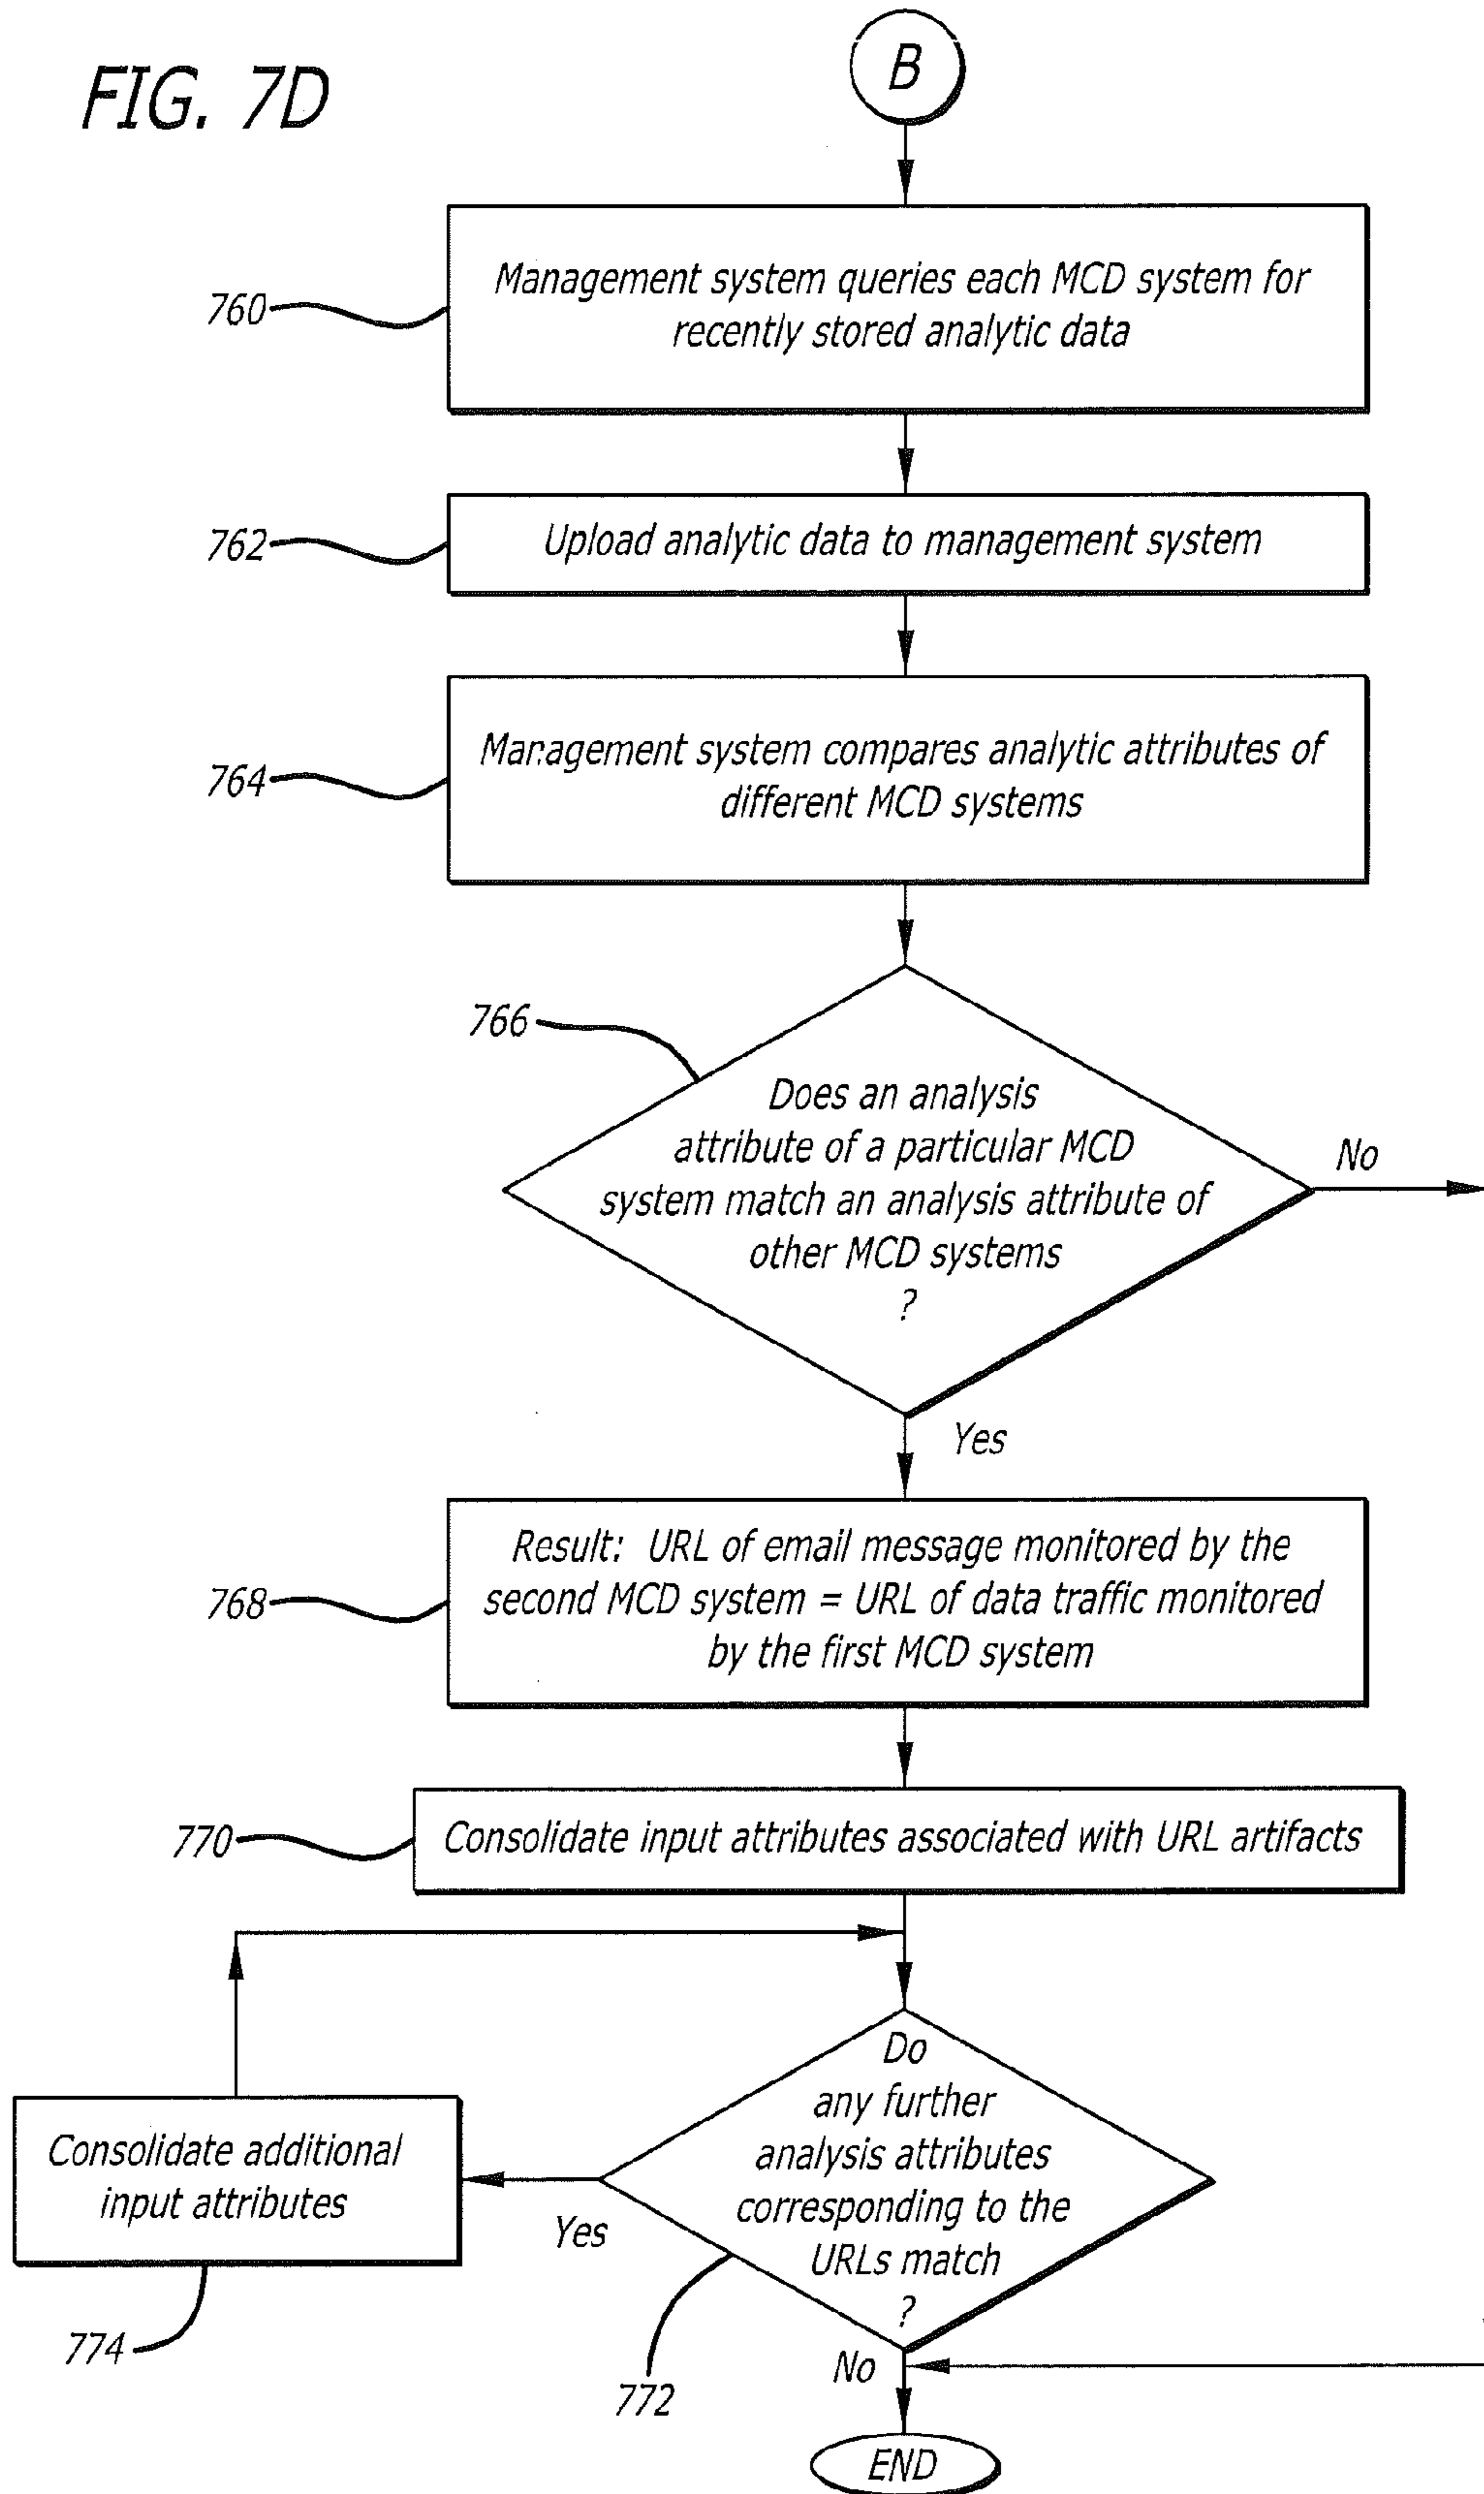 FIG. 7D
B
760
Management system queries each MCD system for
recently stored analytic data
762
Upload analytic data to management system
764
Management system compares analytic attributes of
different MCD systems
766
Does an analysis
attribute of a particular MCD
system match an analysis attribute of
other MCD systems
?
No
Yes
768
Result: URL of email message monitored by the
second MCD system = URL of data traffic monitored
by the first MCD system
770
Consolidate input attributes associated with URL artifacts
Do
any further
analysis attributes
corresponding to the
URLs match
?
Yes
Consolidate additional
input attributes
774
772
No
END